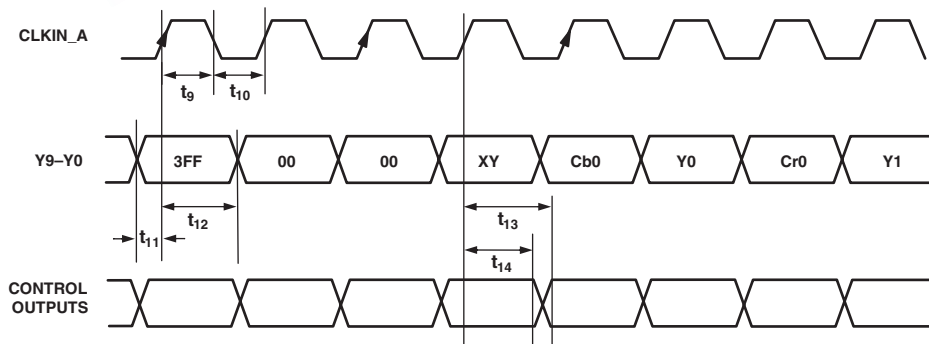 CLKIN_A
t9 t10
Y9–Y0 3FF 00 00 XY Cb0 Y0 Cr0 Y1
t12 t13
t11
t14
CONTROL
OUTPUTS